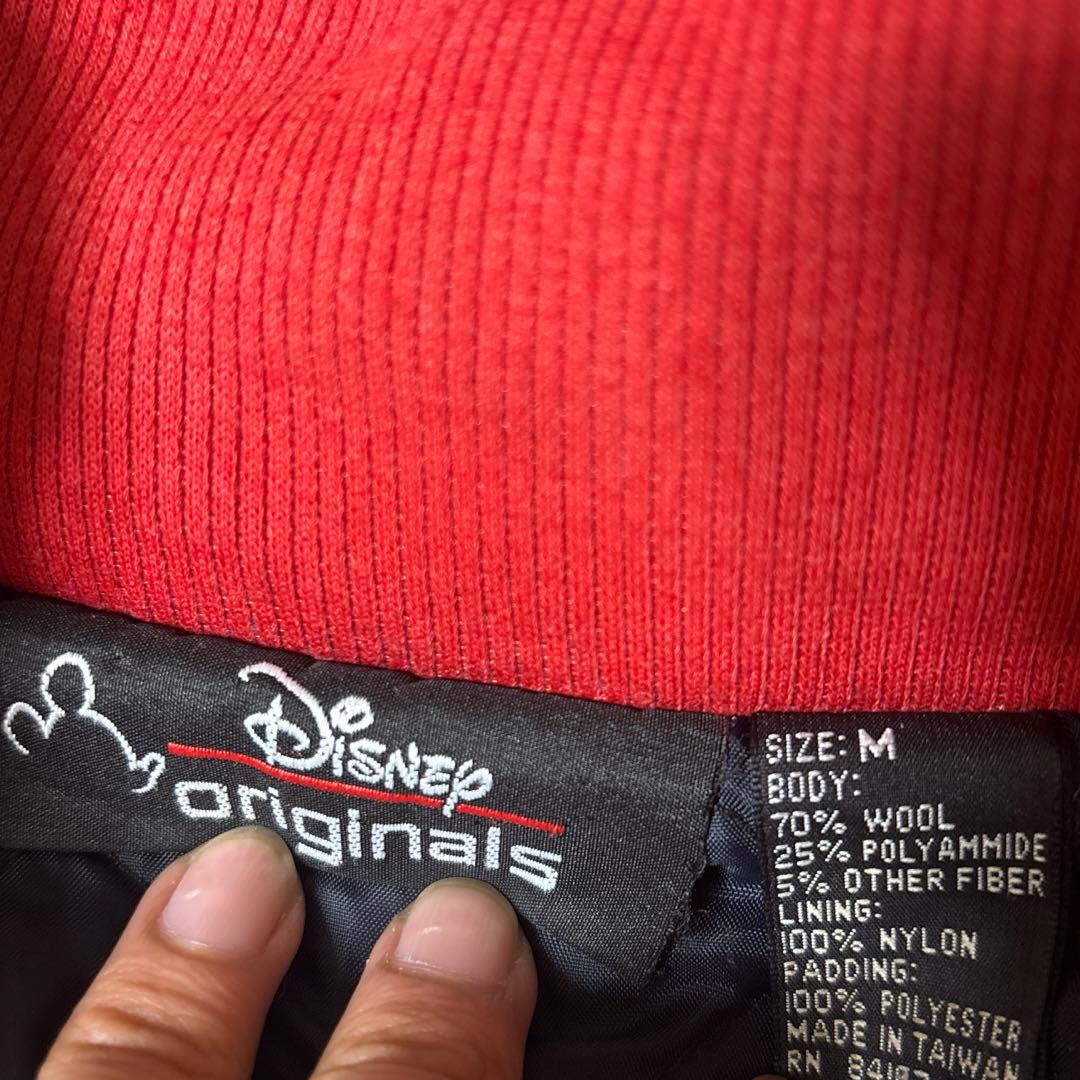 Disney
originals
SIZE: M
BODY:
70% WOOL
25% POLYAMMIDE
5% OTHER FIBER
LINING:
100% NYLON
PADDING:
100% POLYESTER
MADE IN TAIWAN
RN